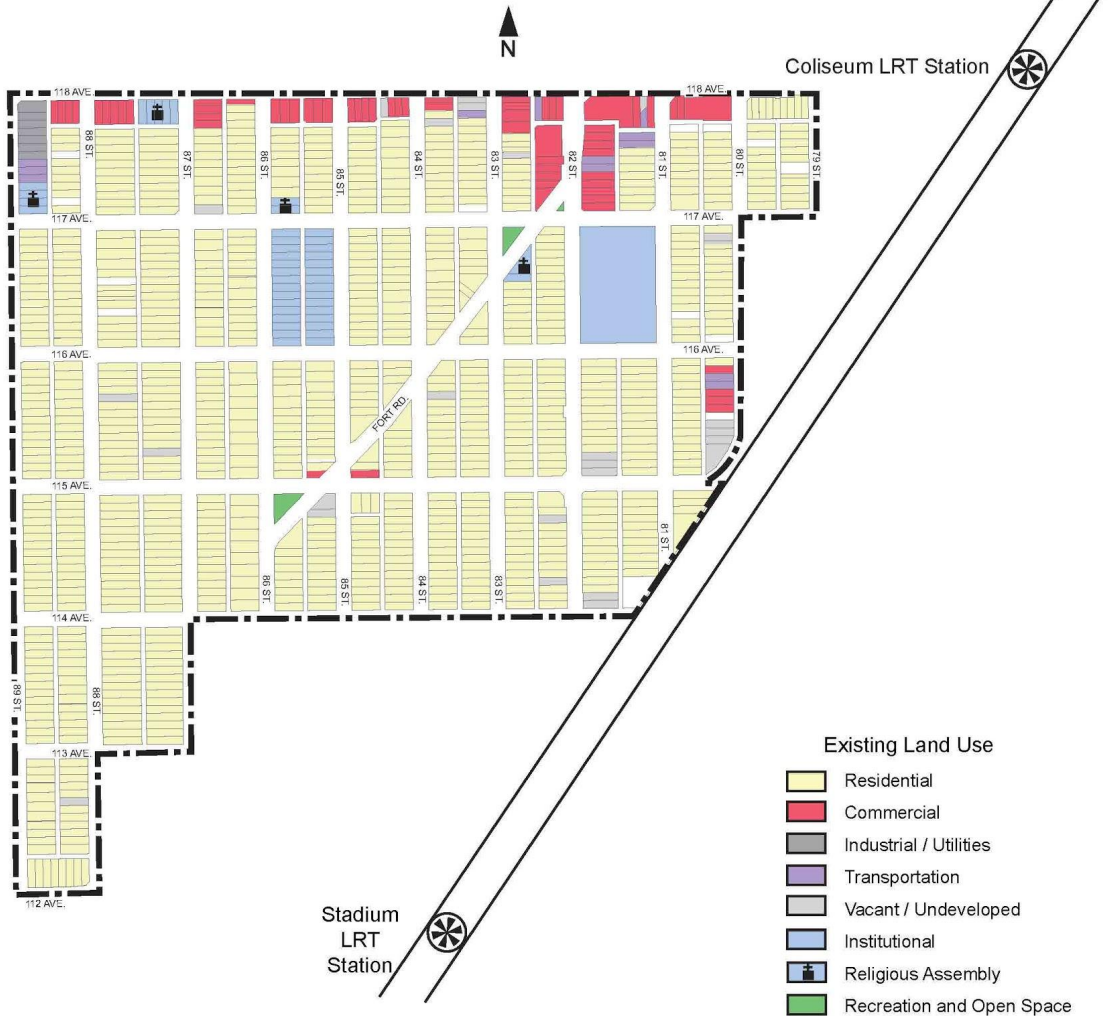 N
Coliseum LRT Station
118 AVE.
118 AVE.
88 ST.
87 ST.
86 ST.
85 ST.
84 ST.
83 ST.
82 ST.
81 ST.
80 ST.
79 ST.
117 AVE.
117 AVE.
116 AVE.
116 AVE.
FORT RD.
115 AVE.
86 ST.
85 ST.
84 ST.
83 ST.
81 ST.
114 AVE.
89 ST.
88 ST.
113 AVE.
112 AVE.
Stadium
LRT
Station
Existing Land Use
Residential
Commercial
Industrial / Utilities
Transportation
Vacant / Undeveloped
Institutional
Religious Assembly
Recreation and Open Space